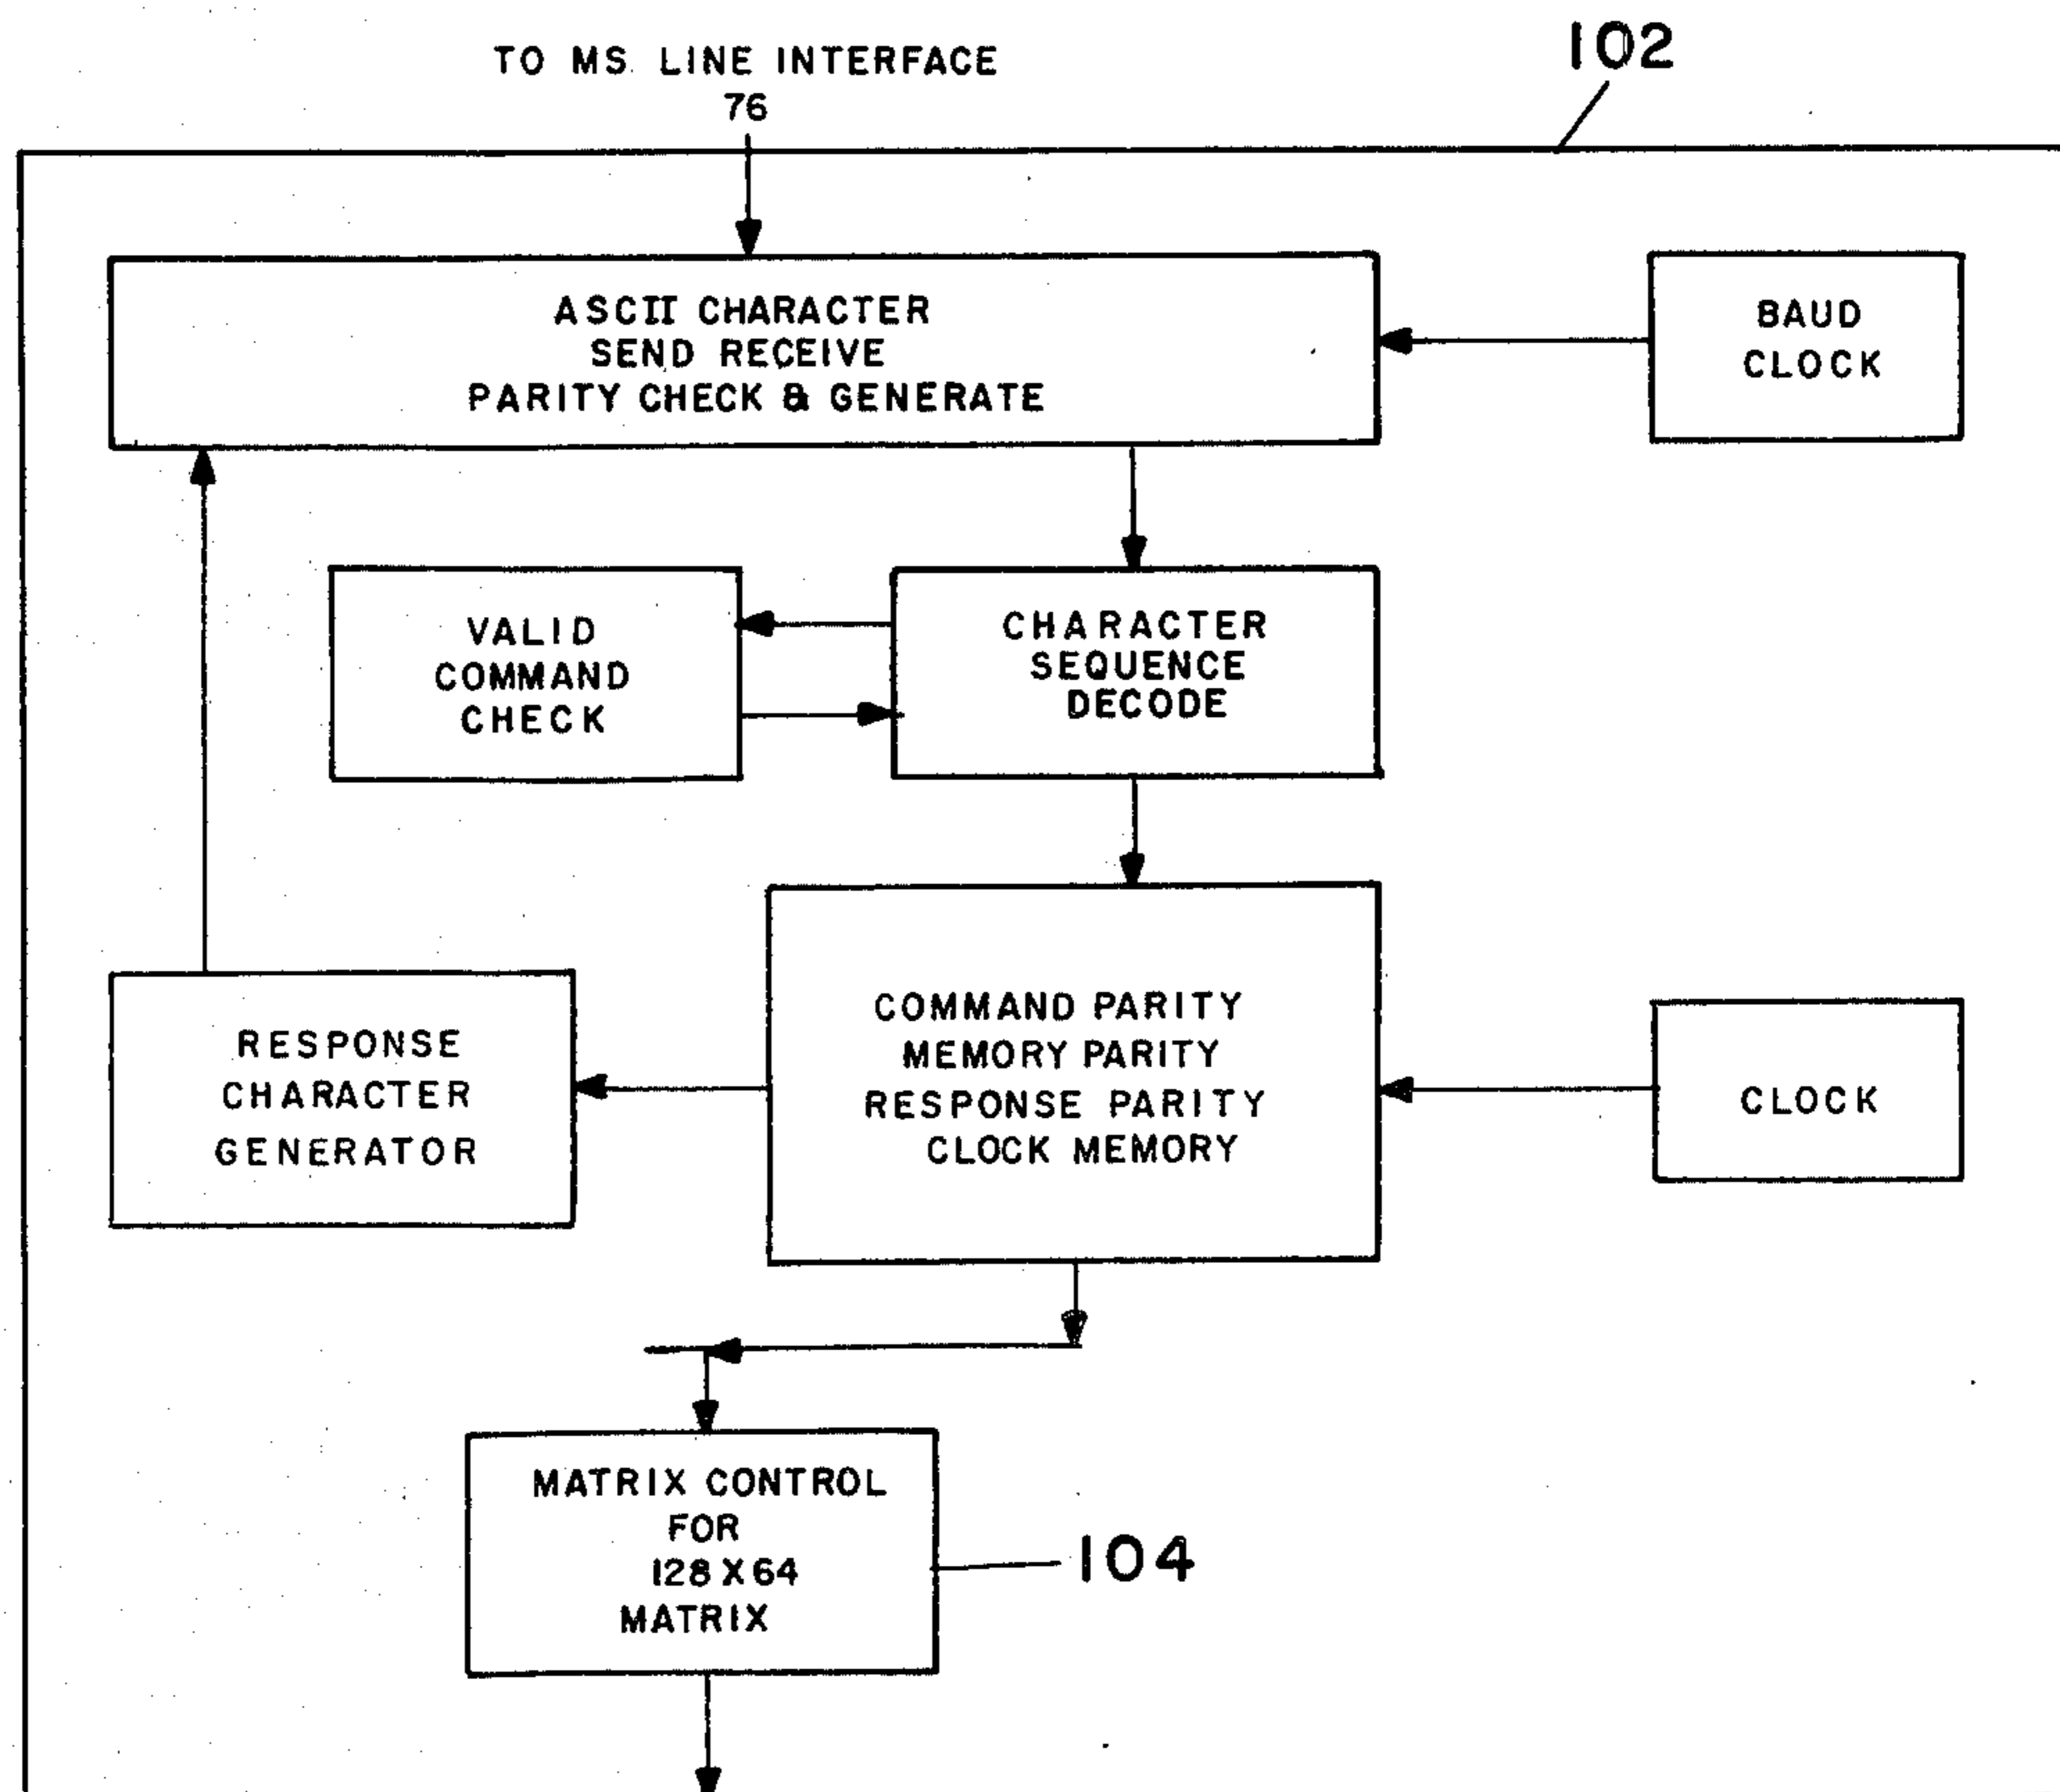 102
TO MS. LINE INTERFACE
76
ASCII CHARACTER
SEND RECEIVE
PARITY CHECK & GENERATE
BAUD
CLOCK
VALID
COMMAND
CHECK
CHARACTER
SEQUENCE
DECODE
RESPONSE
CHARACTER
GENERATOR
COMMAND PARITY
MEMORY PARITY
RESPONSE PARITY
CLOCK MEMORY
CLOCK
MATRIX CONTROL
FOR
128 X 64
MATRIX
104